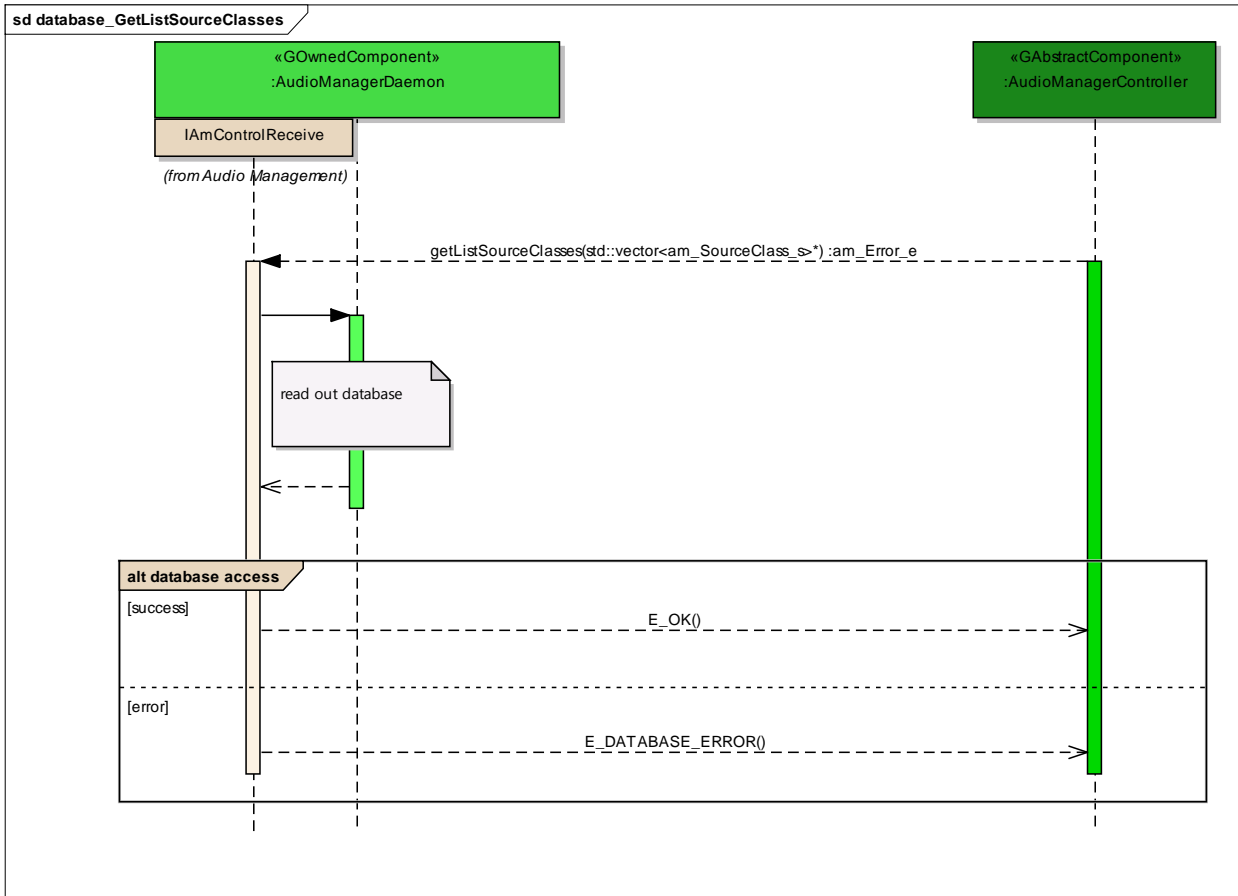 sd database_GetListSourceClasses
«GOwnedComponent»
:AudioManagerDaemon
«GAbstractComponent»
:AudioManagerController
IAmControlReceive
(from Audio Management)
getListSourceClasses(std::vector<am_SourceClass_s>*) :am_Error_e
read out database
alt database access
[success]
E_OK()
[error]
E_DATABASE_ERROR()